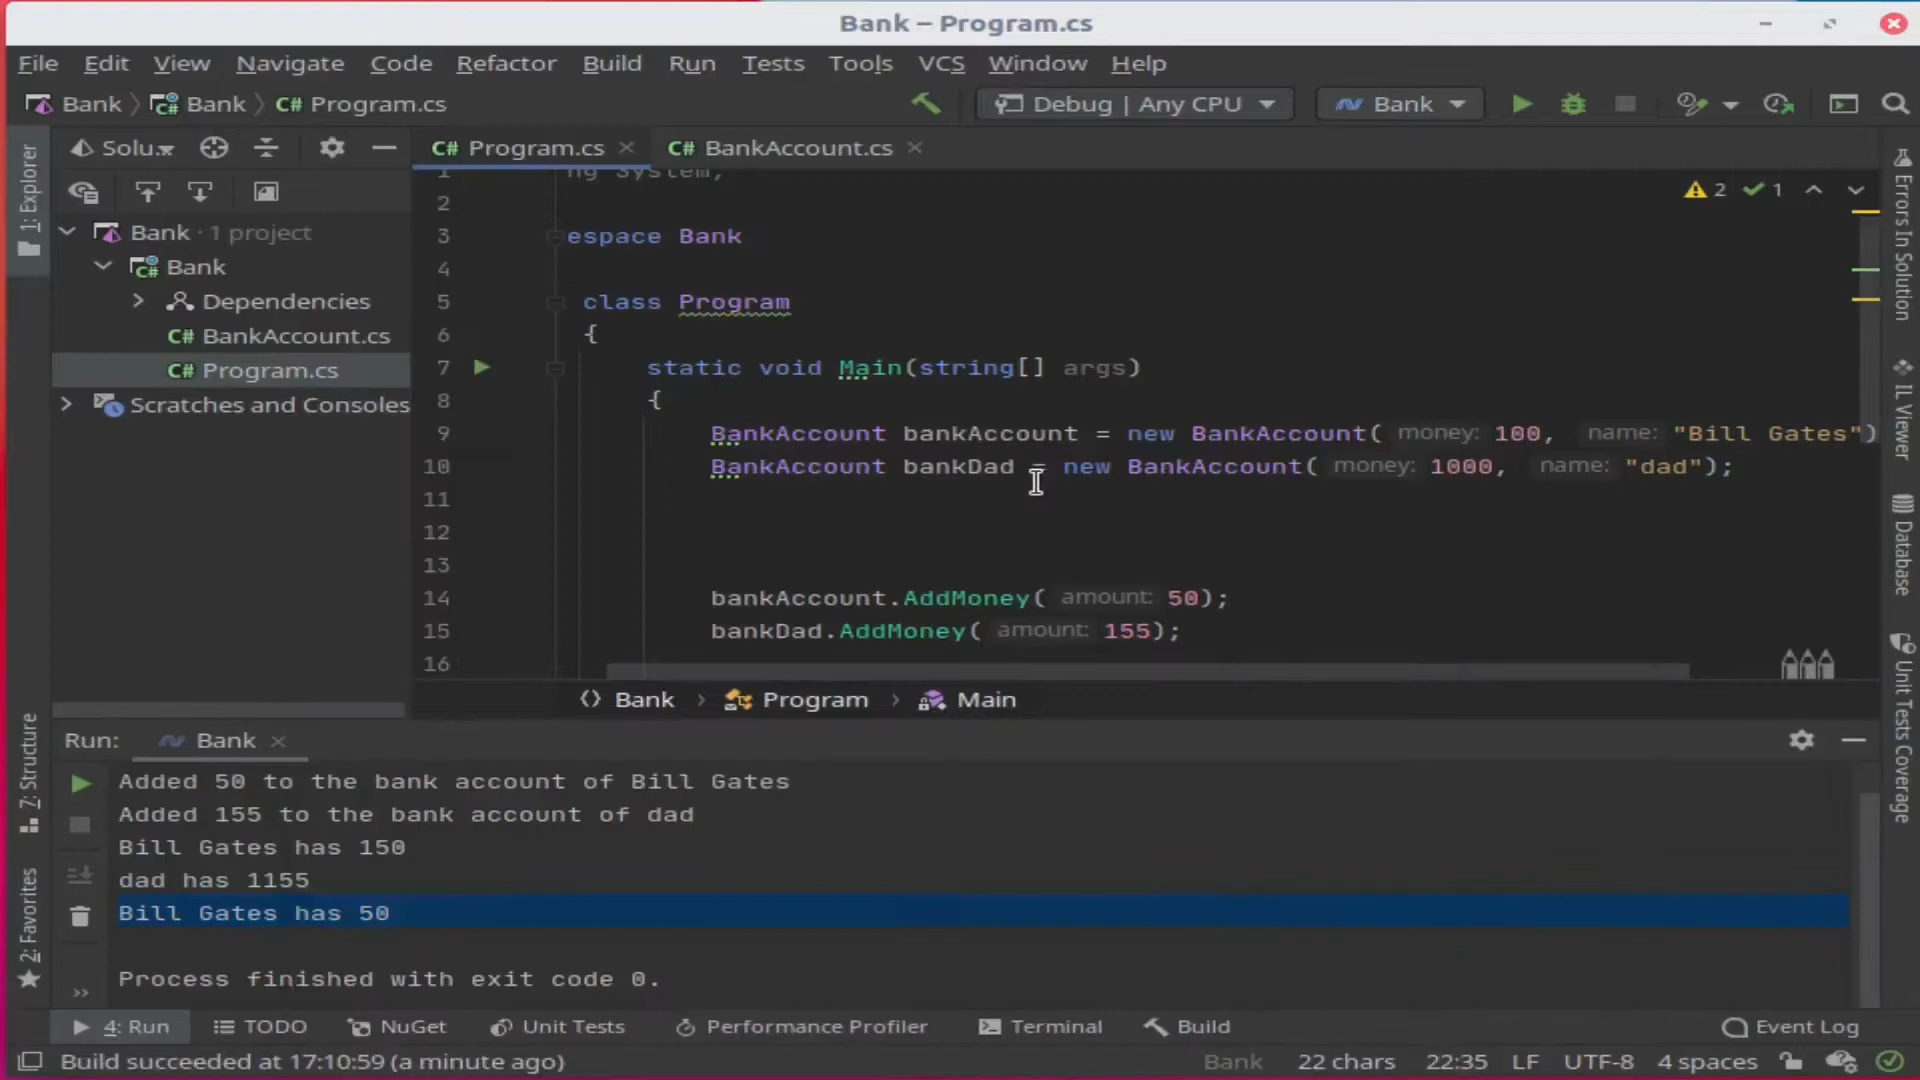 Bank – Program.cs
File Edit View Navigate Code Refactor Build Run Tests Tools VCS Window Help
Bank Bank C# Program.cs Debug | Any CPU Bank
Solu... C# Program.cs C# BankAccount.cs
1: Explorer
Bank · 1 project
Bank
Dependencies
C# BankAccount.cs
C# Program.cs
Scratches and Consoles
7: Structure
2: Favorites
2 1
1 ng System;
2
3 espace Bank
4
5 class Program
6 {
7 static void Main(string[] args)
8 {
9 BankAccount bankAccount = new BankAccount( money: 100, name: "Bill Gates")
10 BankAccount bankDad = new BankAccount( money: 1000, name: "dad");
11
12
13
14 bankAccount.AddMoney( amount: 50);
15 bankDad.AddMoney( amount: 155);
16
Bank › Program › Main
Errors In Solution
IL Viewer
Database
Unit Tests Coverage
Run: Bank
Added 50 to the bank account of Bill Gates
Added 155 to the bank account of dad
Bill Gates has 150
dad has 1155
Bill Gates has 50
Process finished with exit code 0.
4: Run TODO NuGet Unit Tests Performance Profiler Terminal Build Event Log
Build succeeded at 17:10:59 (a minute ago) Bank 22 chars 22:35 LF UTF-8 4 spaces